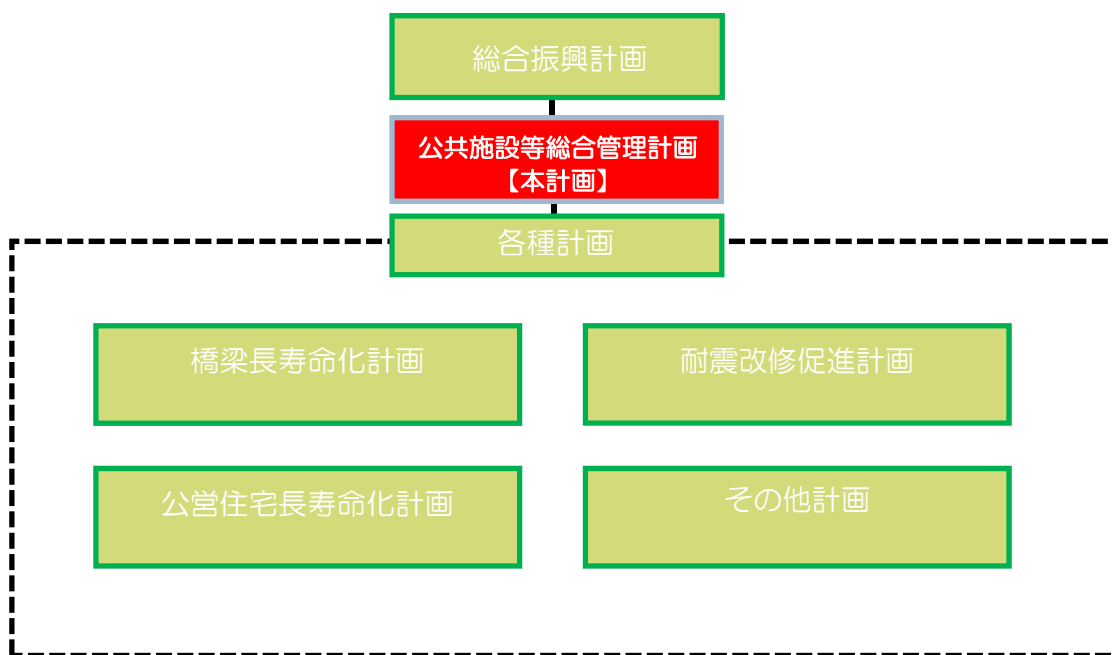 総合振興計画
公共施設等総合管理計画
【本計画】
各種計画
橋梁長寿命化計画
耐震改修促進計画
公営住宅長寿命化計画
その他計画